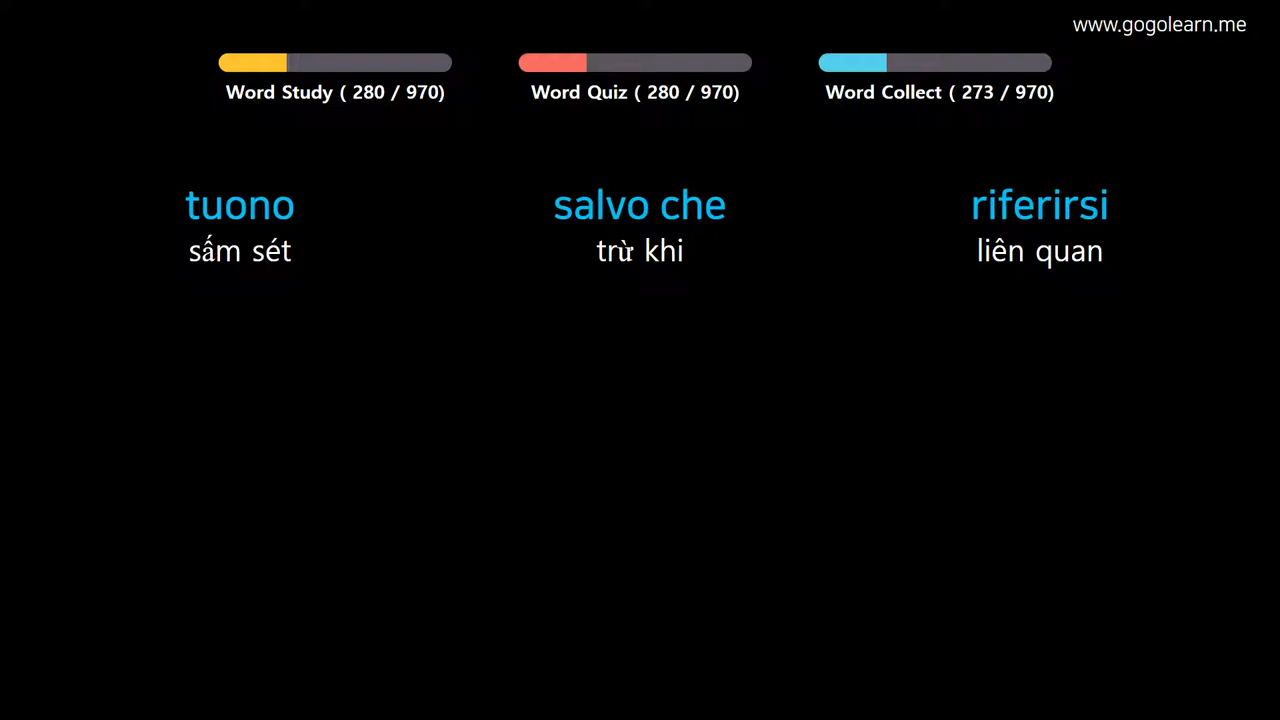 www.gogolearn.me
Word Study ( 280 / 970)
Word Quiz ( 280 / 970)
Word Collect ( 273 / 970)
tuono
sấm sét
salvo che
trừ khi
riferirsi
liên quan